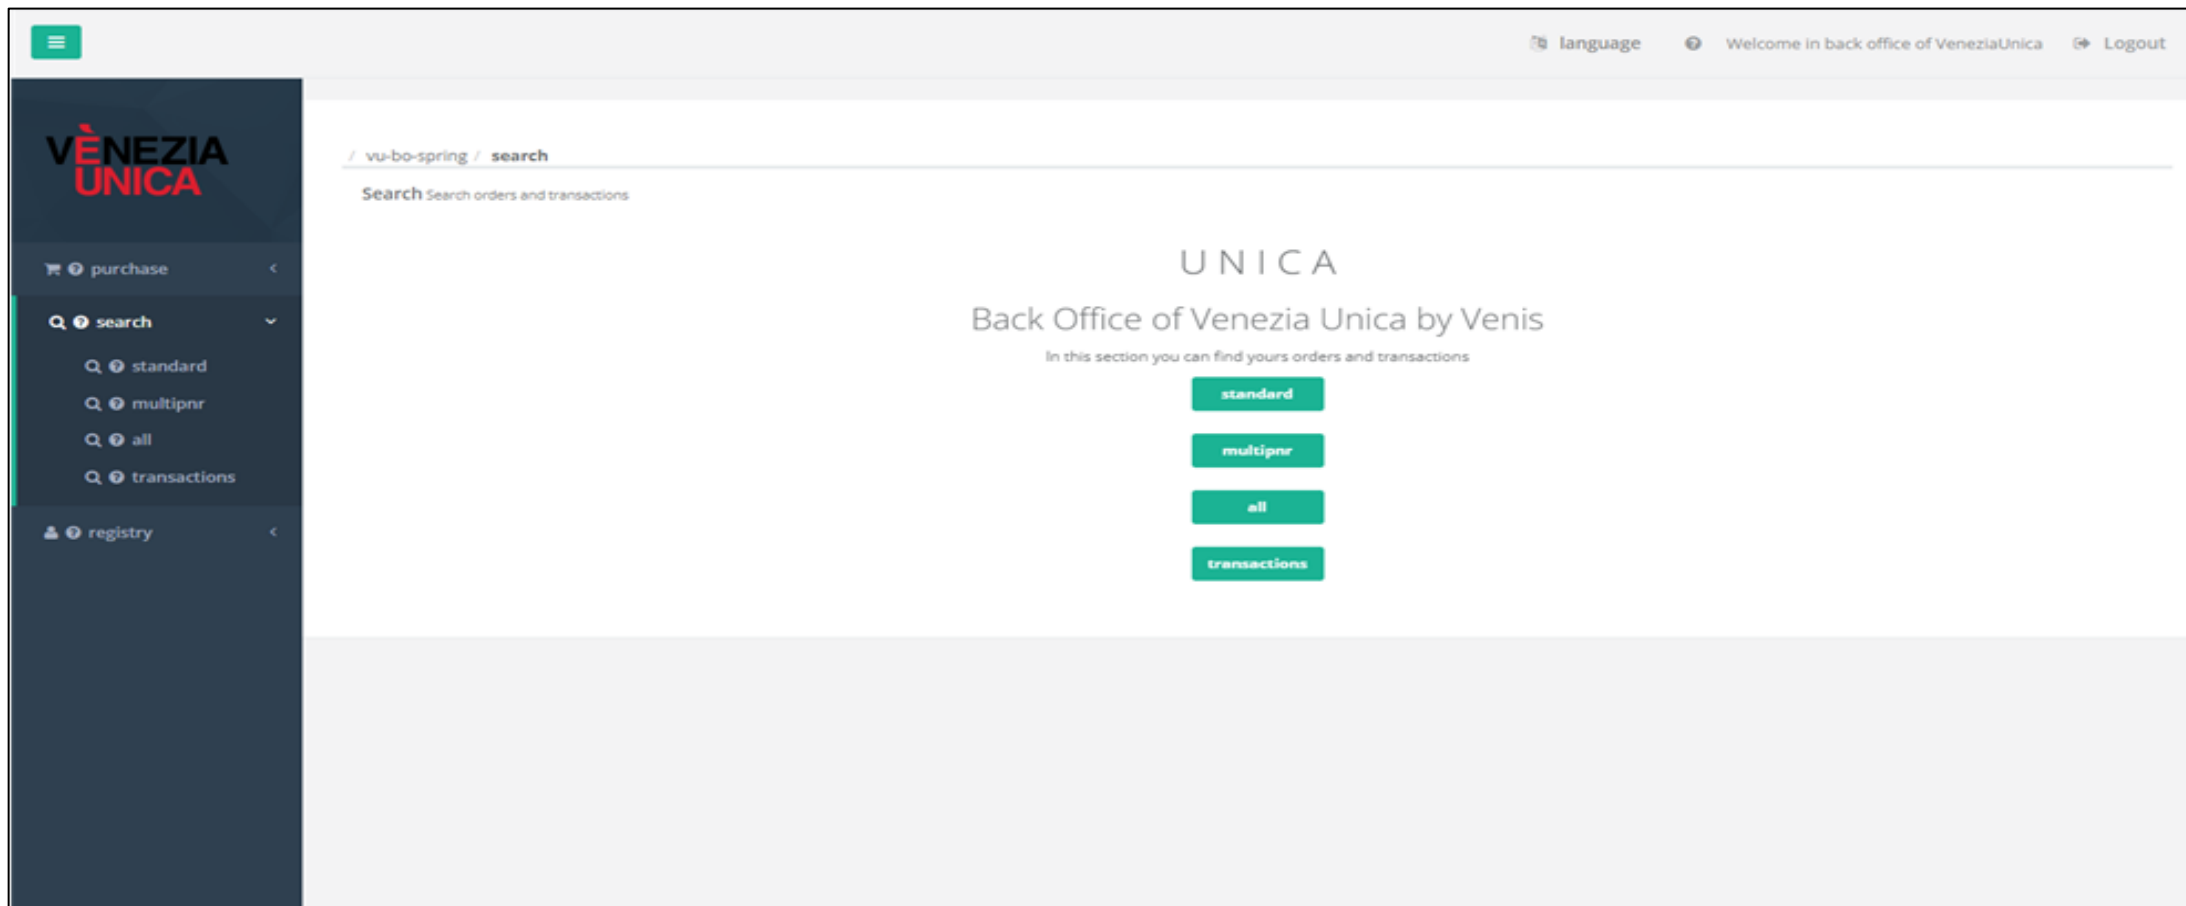 language Welcome in back office of VeneziaUnica Logout
VÈNEZIA
UNICA
purchase
search
standard
multipnr
all
transactions
registry
/ vu-bo-spring / search
Search Search orders and transactions
UNICA
Back Office of Venezia Unica by Venis
In this section you can find yours orders and transactions
standard
multipnr
all
transactions